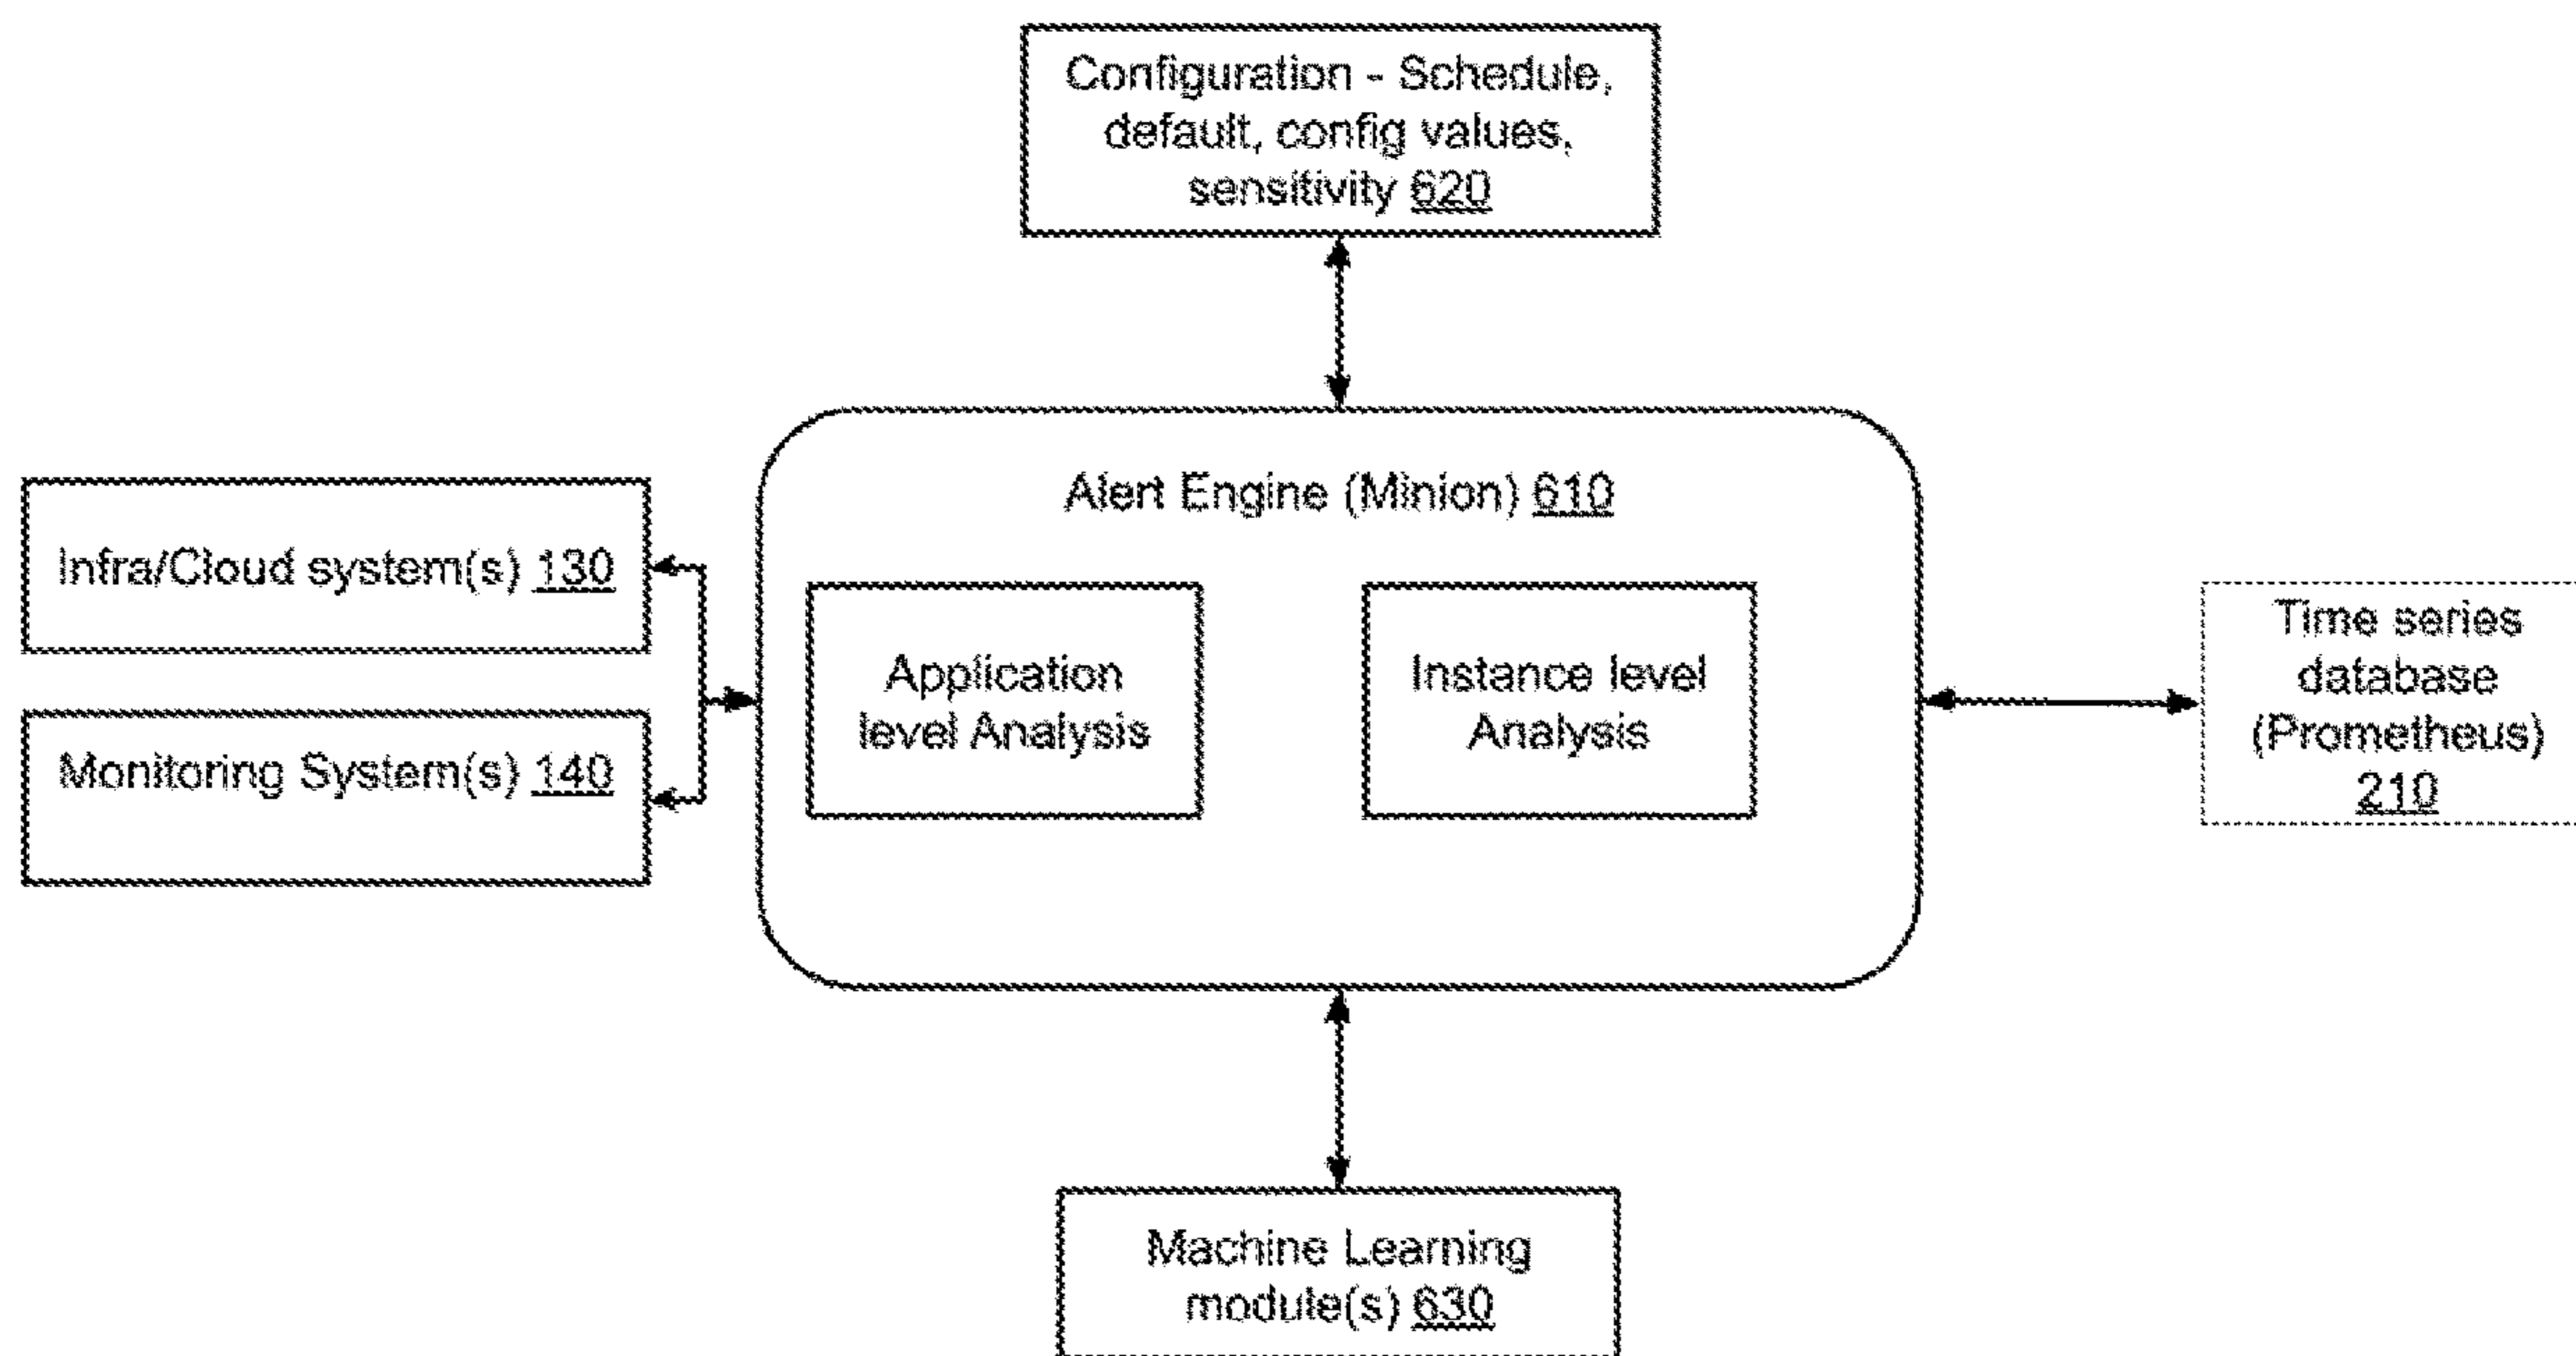 Configuration - Schedule,
default, config values,
sensitivity 620
Alert Engine (Minion) 610
Infra/Cloud system(s) 130
Monitoring System(s) 140
Application
level Analysis
Instance level
Analysis
Time series
database
(Prometheus)
210
Machine Learning
module(s) 630